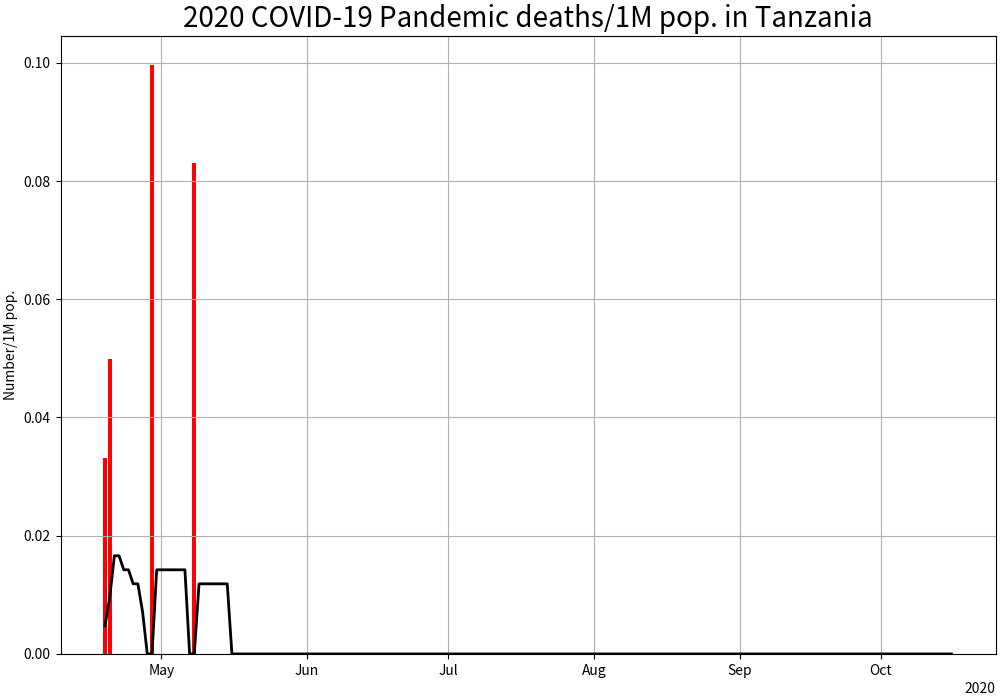 2020 COVID-19 Pandemic deaths/1M pop. in Tanzania
Number/1M pop.
0.10
0.08
0.06
0.04
0.02
0.00
May Jun Jul Aug Sep Oct
2020